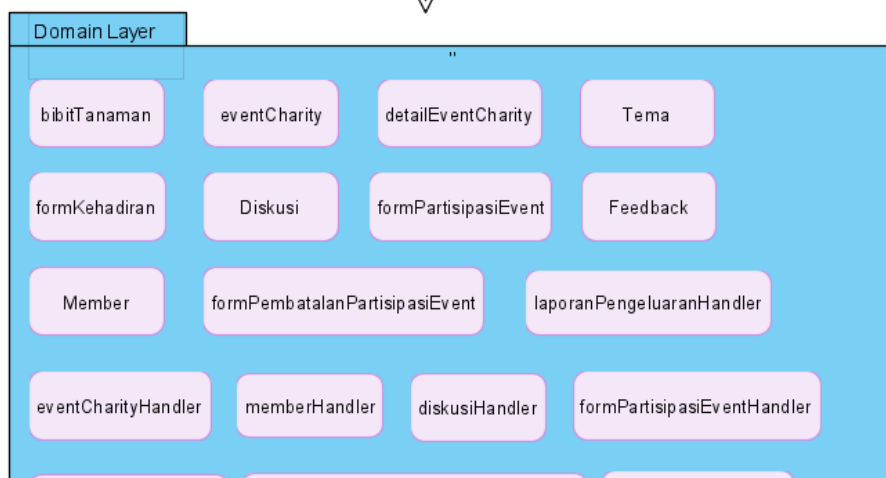 Domain Layer
"
bibitTanaman eventCharity detailEventCharity Tema
formKehadiran Diskusi formPartisipasiEvent Feedback
Member formPembatalanPartisipasiEvent laporanPengeluaranHandler
eventCharityHandler memberHandler diskusiHandler formPartisipasiEventHandler